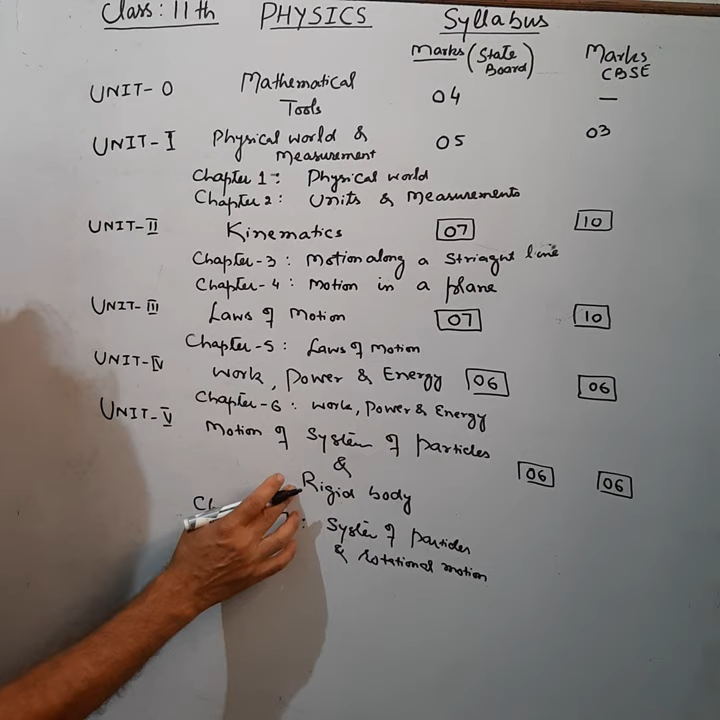 Class: 11th PHYSICS Syllabus
Marks (State Board) Marks CBSE
UNIT-0 Mathematical Tools 04 —
UNIT-I Physical world & Measurement 05 03
Chapter 1: Physical world
Chapter 2: Units & Measurements
UNIT-II Kinematics 07 10
Chapter-3: Motion along a Striagnt line
Chapter-4: Motion in a plane
UNIT-III Laws of Motion 07 10
Chapter-5: Laws of Motion
UNIT-IV Work, Power & Energy 06 06
Chapter-6: Work, Power & Energy
UNIT-V Motion of System of Particles
&
Rigid body 06 06
: System of Particles
& rotational motion